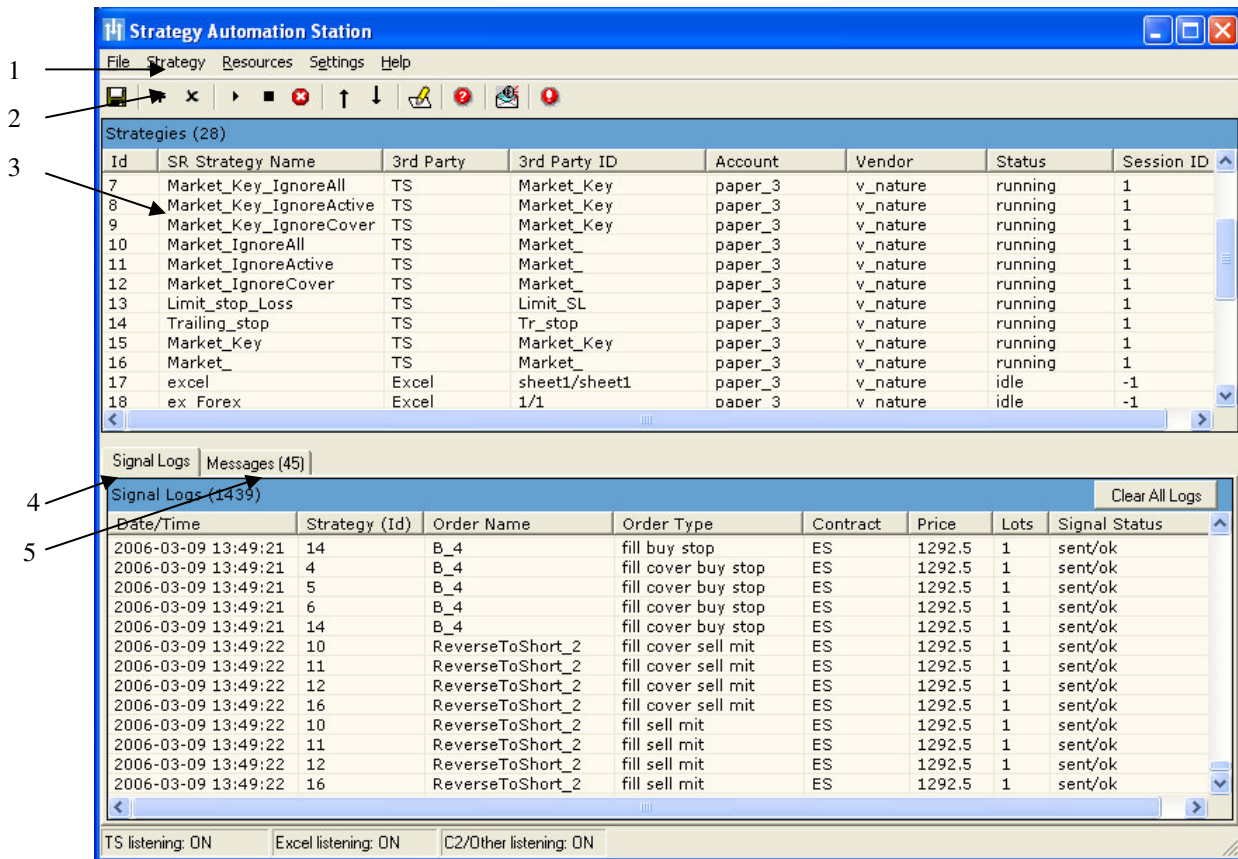 Strategy Automation Station
File Strategy Resources Settings Help
1
2
Strategies (28)
Id SR Strategy Name 3rd Party 3rd Party ID Account Vendor Status Session ID
3
7 Market_Key_IgnoreAll TS Market_Key paper_3 v_nature running 1
8 Market_Key_IgnoreActive TS Market_Key paper_3 v_nature running 1
9 Market_Key_IgnoreCover TS Market_Key paper_3 v_nature running 1
10 Market_IgnoreAll TS Market_ paper_3 v_nature running 1
11 Market_IgnoreActive TS Market_ paper_3 v_nature running 1
12 Market_IgnoreCover TS Market_ paper_3 v_nature running 1
13 Limit_stop_Loss TS Limit_SL paper_3 v_nature running 1
14 Trailing_stop TS Tr_stop paper_3 v_nature running 1
15 Market_Key TS Market_Key paper_3 v_nature running 1
16 Market_ TS Market_ paper_3 v_nature running 1
17 excel Excel sheet1/sheet1 paper_3 v_nature idle -1
18 ex_Forex Excel 1/1 paper_3 v_nature idle -1
Signal Logs Messages (45)
4
Signal Logs (1439) Clear All Logs
Date/Time Strategy (Id) Order Name Order Type Contract Price Lots Signal Status
5
2006-03-09 13:49:21 14 B_4 fill buy stop ES 1292.5 1 sent/ok
2006-03-09 13:49:21 4 B_4 fill cover buy stop ES 1292.5 1 sent/ok
2006-03-09 13:49:21 5 B_4 fill cover buy stop ES 1292.5 1 sent/ok
2006-03-09 13:49:21 6 B_4 fill cover buy stop ES 1292.5 1 sent/ok
2006-03-09 13:49:21 14 B_4 fill cover buy stop ES 1292.5 1 sent/ok
2006-03-09 13:49:22 10 ReverseToShort_2 fill cover sell mit ES 1292.5 1 sent/ok
2006-03-09 13:49:22 11 ReverseToShort_2 fill cover sell mit ES 1292.5 1 sent/ok
2006-03-09 13:49:22 12 ReverseToShort_2 fill cover sell mit ES 1292.5 1 sent/ok
2006-03-09 13:49:22 16 ReverseToShort_2 fill cover sell mit ES 1292.5 1 sent/ok
2006-03-09 13:49:22 10 ReverseToShort_2 fill sell mit ES 1292.5 1 sent/ok
2006-03-09 13:49:22 11 ReverseToShort_2 fill sell mit ES 1292.5 1 sent/ok
2006-03-09 13:49:22 12 ReverseToShort_2 fill sell mit ES 1292.5 1 sent/ok
2006-03-09 13:49:22 16 ReverseToShort_2 fill sell mit ES 1292.5 1 sent/ok
TS listening: ON Excel listening: ON C2/Other listening: ON